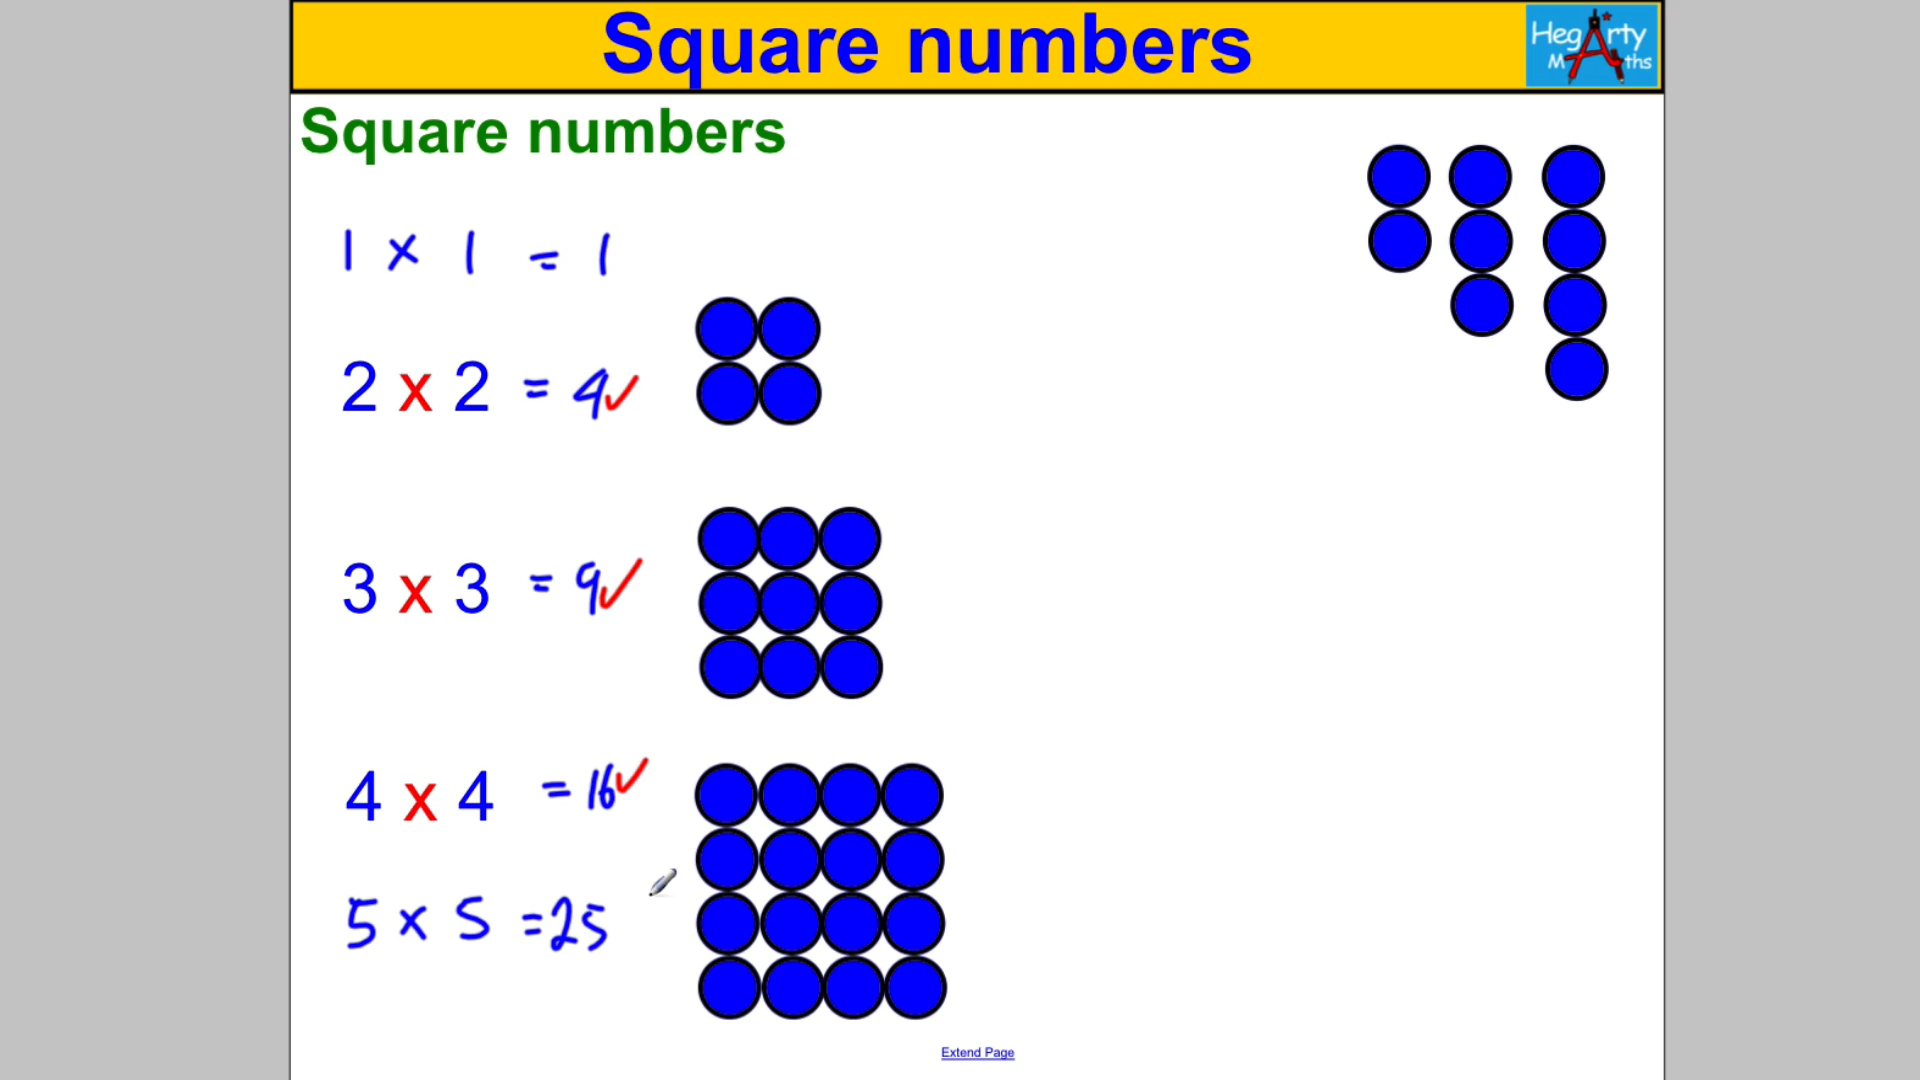 Square numbers
HegArty
Maths
Square numbers
1 x 1 = 1
2 x 2 = 4✓
3 x 3 = 9✓
4 x 4 = 16✓
5 x 5 = 25
Extend Page